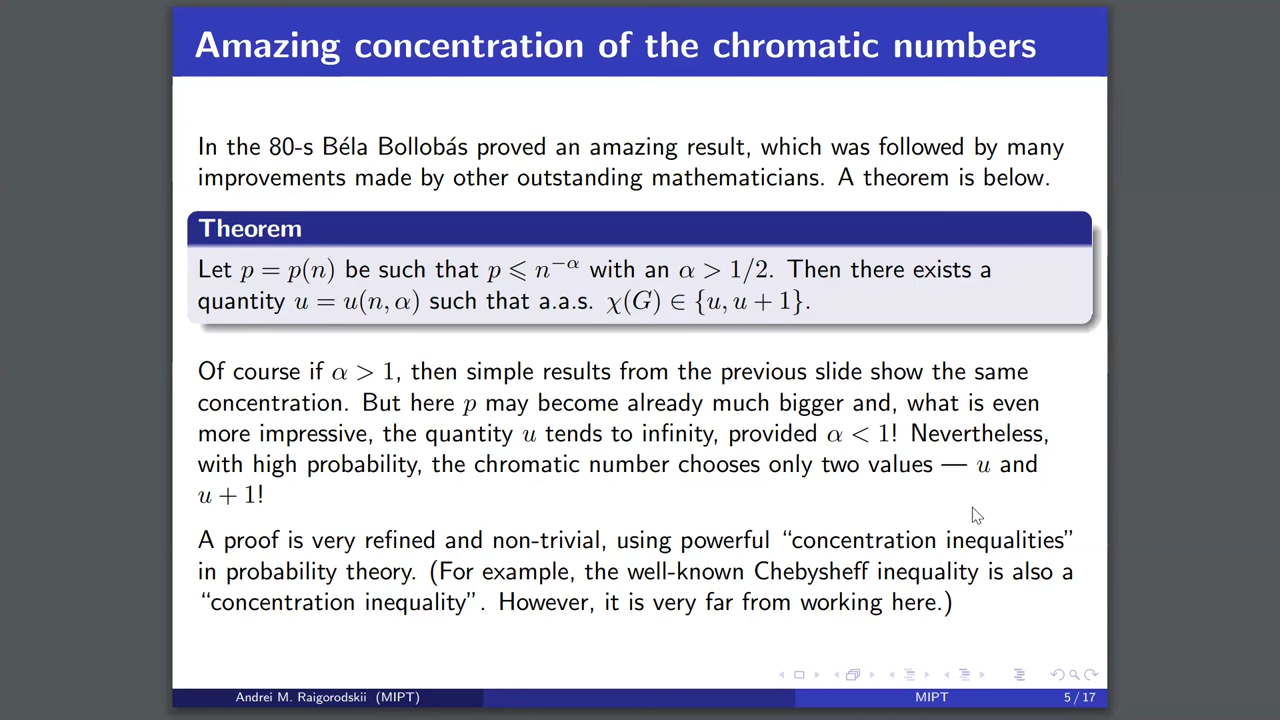 Amazing concentration of the chromatic numbers
In the 80-s Béla Bollobás proved an amazing result, which was followed by many
improvements made by other outstanding mathematicians. A theorem is below.
Theorem
Let p = p(n) be such that p ⩽ n^{−α} with an α > 1/2. Then there exists a
quantity u = u(n, α) such that a.a.s. χ(G) ∈ {u, u + 1}.
Of course if α > 1, then simple results from the previous slide show the same
concentration. But here p may become already much bigger and, what is even
more impressive, the quantity u tends to infinity, provided α < 1! Nevertheless,
with high probability, the chromatic number chooses only two values — u and
u + 1!
A proof is very refined and non-trivial, using powerful “concentration inequalities”
in probability theory. (For example, the well-known Chebysheff inequality is also a
“concentration inequality”. However, it is very far from working here.)
Andrei M. Raigorodskii (MIPT) MIPT 5 / 17